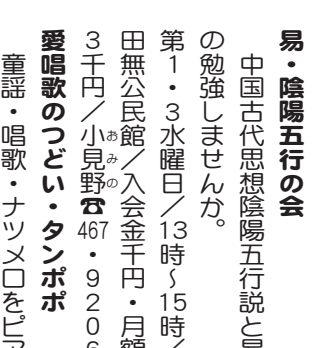 易・陰陽五行の会
中国古代思想陰陽五行説と易
の勉強しませんか。
第1・3水曜日／13時～15時／
田無公民館／入会金千円・月額
3千円／小見野☎467・9206
愛唱歌のつどい・タンポポ
童謡・唱歌・ナツメロをピア